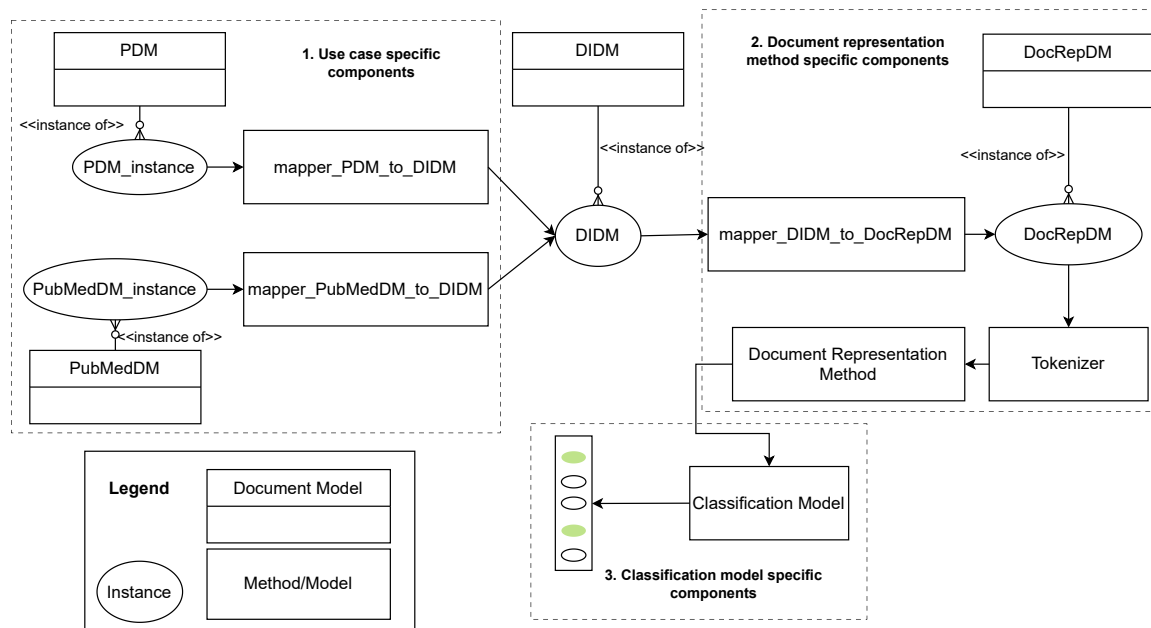 PDM
1. Use case specific
components
<<instance of>>
PDM_instance
mapper_PDM_to_DIDM
PubMedDM_instance
mapper_PubMedDM_to_DIDM
<<instance of>>
PubMedDM
DIDM
<<instance of>>
DIDM
2. Document representation
method specific components
DocRepDM
<<instance of>>
mapper_DIDM_to_DocRepDM
DocRepDM
Document Representation
Method
Tokenizer
Classification Model
3. Classification model specific
components
Legend
Document Model
Instance
Method/Model